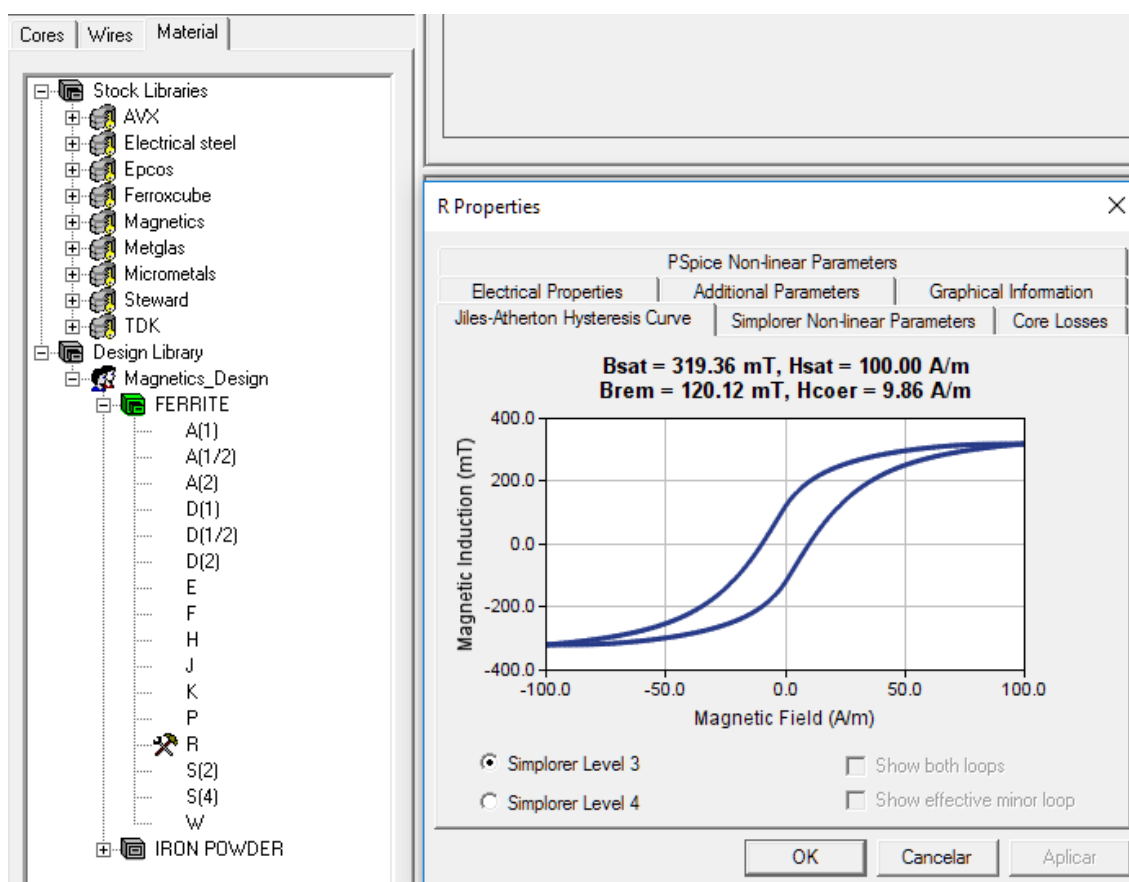 Cores
Wires
Material
Stock Libraries
AVX
Electrical steel
Epcos
Ferroxcube
Magnetics
Metglas
Micrometals
Steward
TDK
Design Library
Magnetics_Design
FERRITE
A(1)
A(1/2)
A(2)
D(1)
D(1/2)
D(2)
E
F
H
J
K
P
R
S(2)
S(4)
W
IRON POWDER
R Properties
PSpice Non-linear Parameters
Electrical Properties
Additional Parameters
Graphical Information
Jiles-Atherton Hysteresis Curve
Simplorer Non-linear Parameters
Core Losses
Bsat = 319.36 mT, Hsat = 100.00 A/m
Brem = 120.12 mT, Hcoer = 9.86 A/m
Magnetic Induction (mT)
400.0
200.0
0.0
-200.0
-400.0
-100.0 -50.0 0.0 50.0 100.0
Magnetic Field (A/m)
Simplorer Level 3
Simplorer Level 4
Show both loops
Show effective minor loop
OK
Cancelar
Aplicar